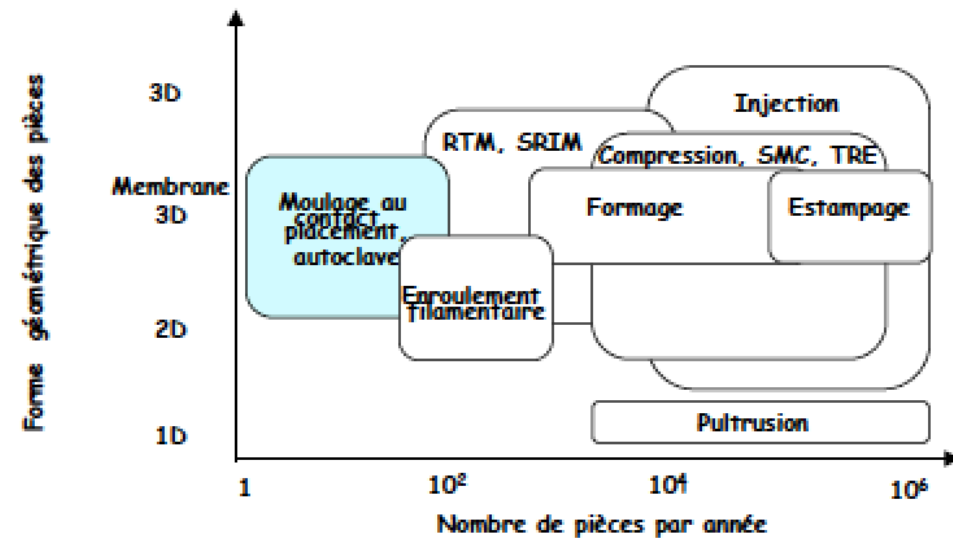 Forme géométrique des pièces
3D
Membrane
3D
2D
1D
Injection
RTM, SRIM
Compression, SMC, TRE
Moulage au
contact,
placement,
autoclave
Formage
Estampage
Enroulement
filamentaire
Pultrusion
1
10²
10⁴
10⁶
Nombre de pièces par année